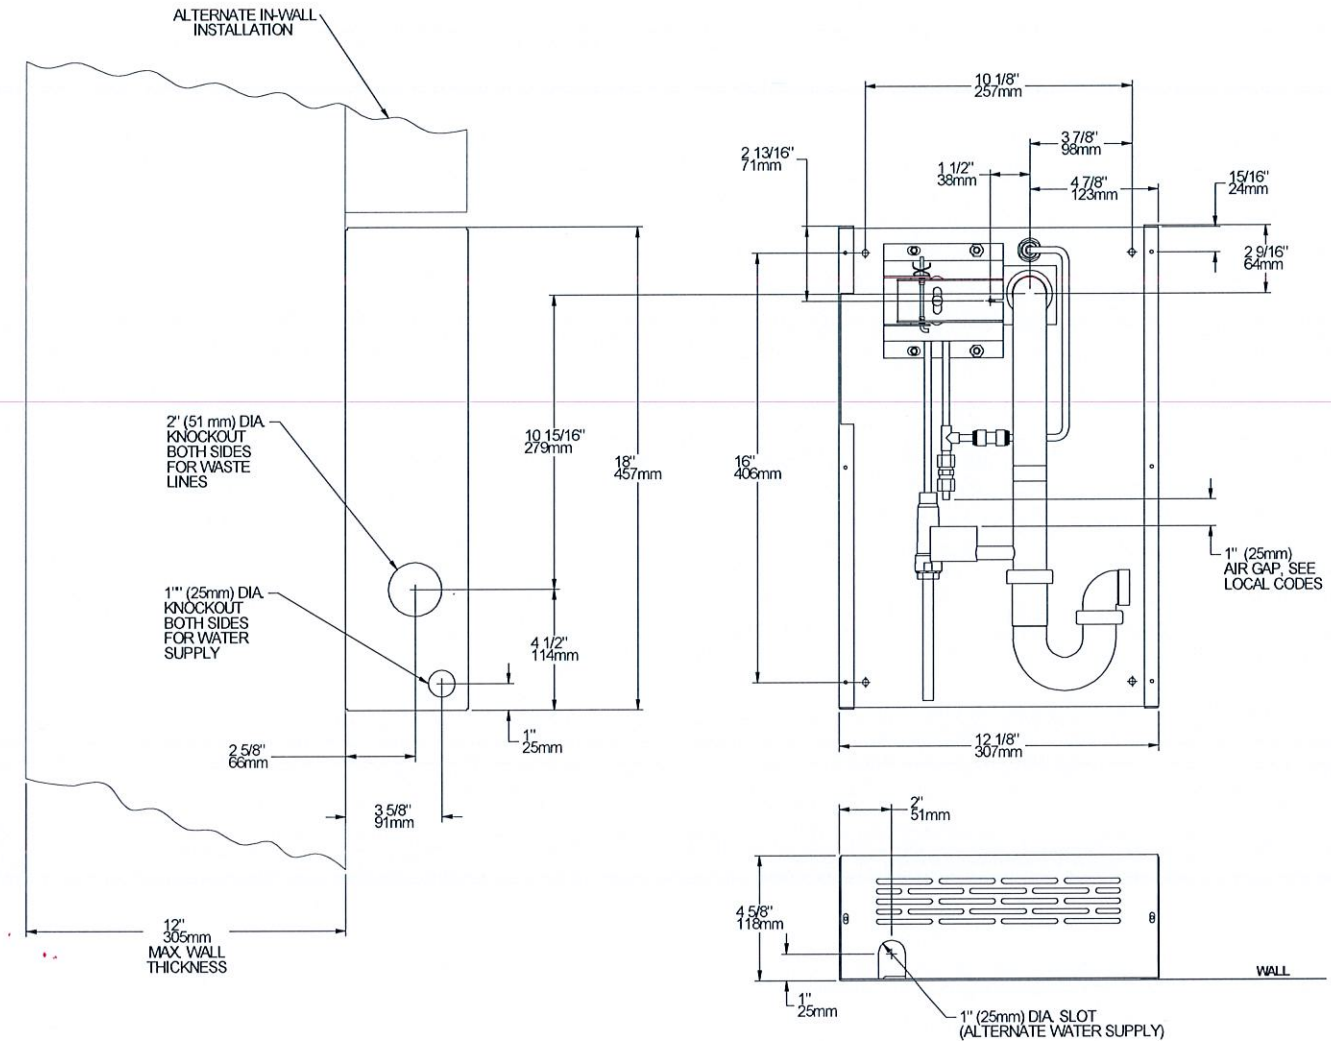 ALTERNATE IN-WALL
INSTALLATION
10 1/8"
257mm
3 7/8"
98mm
2 13/16"
71mm
1 1/2"
38mm
4 7/8"
123mm
15/16"
24mm
2 9/16"
64mm
2" (51 mm) DIA.
KNOCKOUT
BOTH SIDES
FOR WASTE
LINES
10 15/16"
279mm
18"
457mm
16"
406mm
1"" (25mm) DIA.
KNOCKOUT
BOTH SIDES
FOR WATER
SUPPLY
4 1/2"
114mm
1" (25mm)
AIR GAP, SEE
LOCAL CODES
1"
25mm
2 5/8"
66mm
12 1/8"
307mm
3 5/8"
91mm
2"
51mm
4 5/8"
118mm
12"
305mm
MAX. WALL
THICKNESS
WALL
1"
25mm
1" (25mm) DIA. SLOT
(ALTERNATE WATER SUPPLY)